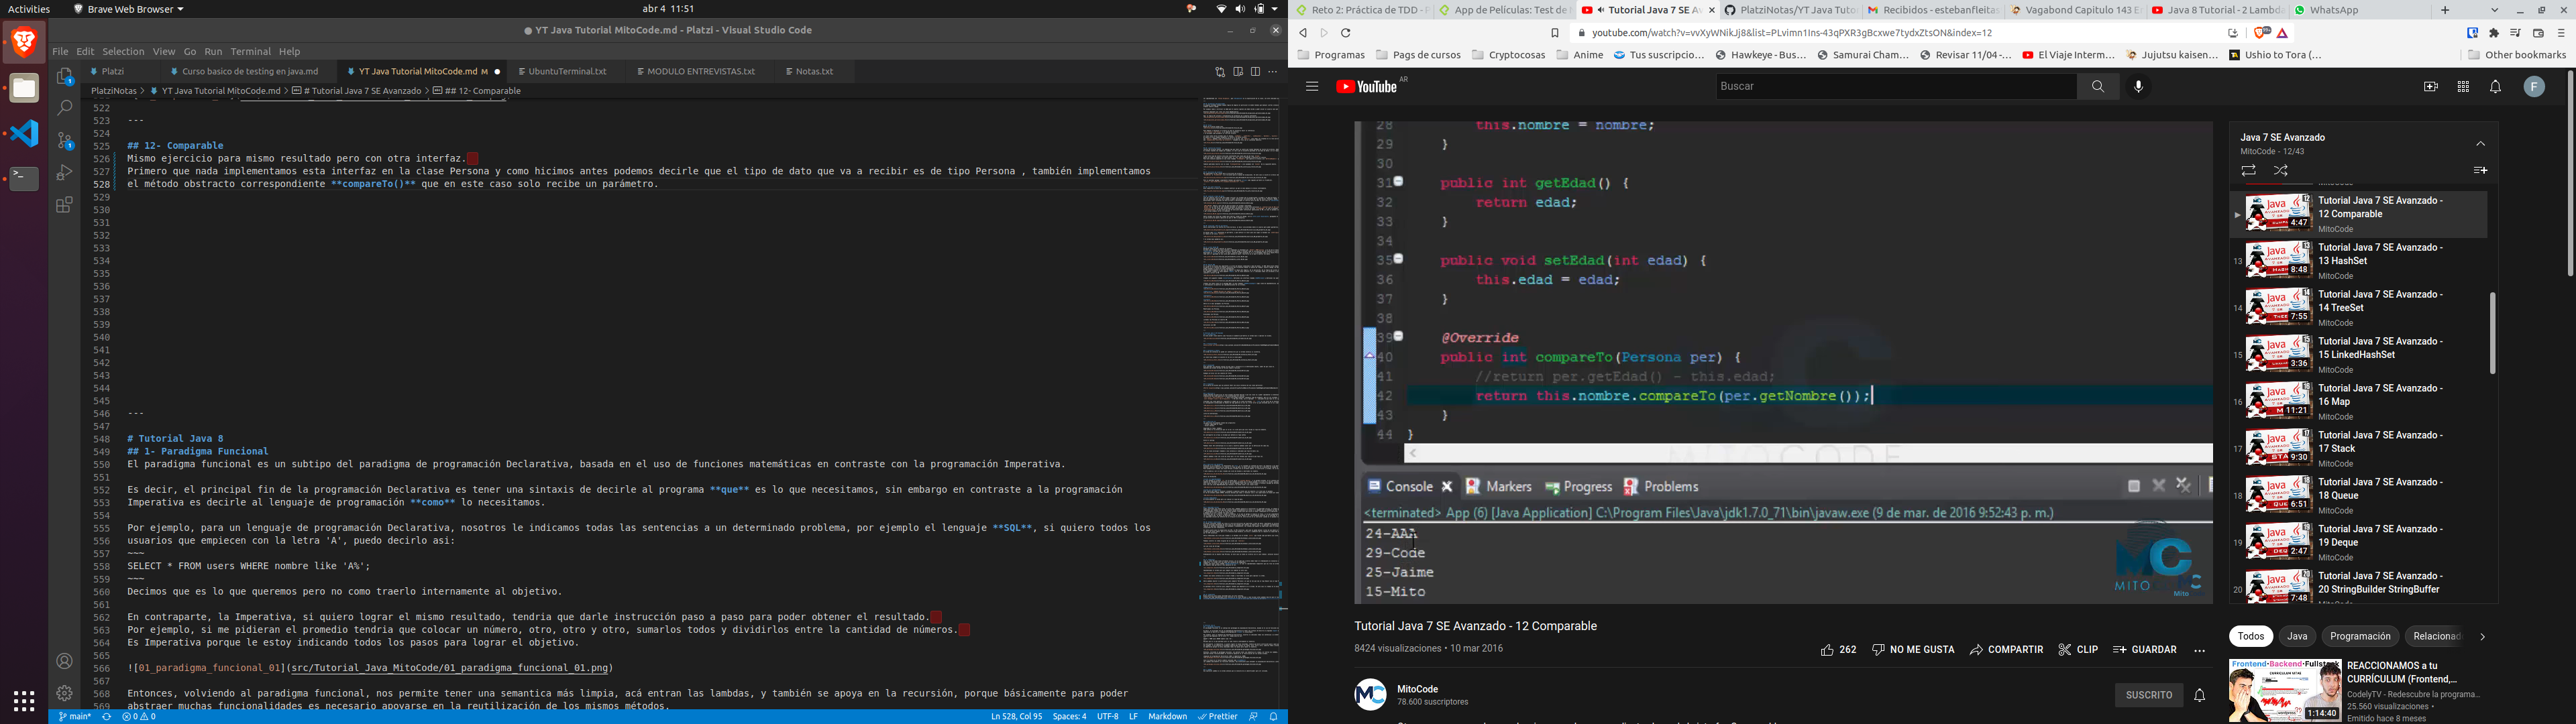 Activities
Brave Web Browser
abr 4 11:51
● YT Java Tutorial MitoCode.md - Platzi - Visual Studio Code
File Edit Selection View Go Run Terminal Help
Platzi
Curso basico de testing en java.md
YT Java Tutorial MitoCode.md M ●
UbuntuTerminal.txt
MODULO ENTREVISTAS.txt
Notas.txt
PlatziNotas > YT Java Tutorial MitoCode.md > # Tutorial Java 7 SE Avanzado > ## 12- Comparable
522
523 ---
524
525 ## 12- Comparable
526 Mismo ejercicio para mismo resultado pero con otra interfaz.
527 Primero que nada implementamos esta interfaz en la clase Persona y como hicimos antes podemos decirle que el tipo de dato que va a recibir es de tipo Persona , también implementamos
528 el método obstracto correspondiente **compareTo()** que en este caso solo recibe un parámetro.
529
530
531
532
533
534
535
536
537
538
539
540
541
542
543
544
545
546 ---
547
548 # Tutorial Java 8
549 ## 1- Paradigma Funcional
550 El paradigma funcional es un subtipo del paradigma de programación Declarativa, basada en el uso de funciones matemáticas en contraste con la programación Imperativa.
551
552 Es decir, el principal fin de la programación Declarativa es tener una sintaxis de decirle al programa **que** es lo que necesitamos, sin embargo en contraste a la programación
553 Imperativa es decirle al lenguaje de programación **como** lo necesitamos.
554
555 Por ejemplo, para un lenguaje de programación Declarativa, nosotros le indicamos todas las sentencias a un determinado problema, por ejemplo el lenguaje **SQL**, si quiero todos los
556 usuarios que empiecen con la letra 'A', puedo decirlo asi:
557 ~~~
558 SELECT * FROM users WHERE nombre like 'A%';
559 ~~~
560 Decimos que es lo que queremos pero no como traerlo internamente al objetivo.
561
562 En contraparte, la Imperativa, si quiero lograr el mismo resultado, tendria que darle instrucción paso a paso para poder obtener el resultado.
563 Por ejemplo, si me pidieran el promedio tendria que colocar un número, otro, otro y otro, sumarlos todos y dividirlos entre la cantidad de números.
564 Es Imperativa porque le estoy indicando todos los pasos para lograr el objetivo.
565
566 ![01_paradigma_funcional_01](src/Tutorial_Java_MitoCode/01_paradigma_funcional_01.png)
567
568 Entonces, volviendo al paradigma funcional, nos permite tener una semantica más limpia, acá entran las lambdas, y también se apoya en la recursión, porque básicamente para poder
569 abstraer muchas funcionalidades es necesario apoyarse en la reutilización de los mismos métodos.
main*
0 0
Ln 528, Col 95
Spaces: 4
UTF-8
LF
Markdown
Prettier
Reto 2: Práctica de TDD - P
App de Películas: Test de
Tutorial Java 7 SE Av
PlatziNotas/YT Java Tuto
Recibidos - estebanfleitas
Vagabond Capitulo 143 E
Java 8 Tutorial - 2 Lambda
WhatsApp
youtube.com/watch?v=vvXyWNikJj8&list=PLvimn1Ins-43qPXR3gBcxwe7tydxZtsON&index=12
Programas
Pags de cursos
Cryptocosas
Anime
Tus suscripcio...
Hawkeye - Bus...
Samurai Cham...
Revisar 11/04 -...
El Viaje Interm...
Jujutsu kaisen...
Ushio to Tora (...
Other bookmarks
YouTube AR
Buscar
F
28 this.nombre = nombre;
29 }
30
31 public int getEdad() {
32 return edad;
33 }
34
35 public void setEdad(int edad) {
36 this.edad = edad;
37 }
38
39 @Override
40 public int compareTo(Persona per) {
41 //return per.getEdad() - this.edad;
42 return this.nombre.compareTo(per.getNombre());
43 }
44 }
MITOCODE
Console
Markers
Progress
Problems
<terminated> App (6) [Java Application] C:\Program Files\Java\jdk1.7.0_71\bin\javaw.exe (9 de mar. de 2016 9:52:43 p. m.)
24-AAA
29-Code
25-Jaime
15-Mito
MITO
Mito
Tutorial Java 7 SE Avanzado - 12 Comparable
8424 visualizaciones • 10 mar 2016
262
NO ME GUSTA
COMPARTIR
CLIP
GUARDAR
MitoCode
78.600 suscriptores
SUSCRITO
Java 7 SE Avanzado
MitoCode - 12/43
MitoCode
Tutorial Java 7 SE Avanzado -
12 Comparable
4:47
MitoCode
13
Tutorial Java 7 SE Avanzado -
13 HashSet
8:48
MitoCode
14
Tutorial Java 7 SE Avanzado -
14 TreeSet
7:55
MitoCode
15
Tutorial Java 7 SE Avanzado -
15 LinkedHashSet
3:36
MitoCode
16
Tutorial Java 7 SE Avanzado -
16 Map
11:21
MitoCode
17
Tutorial Java 7 SE Avanzado -
17 Stack
9:30
MitoCode
18
Tutorial Java 7 SE Avanzado -
18 Queue
6:51
MitoCode
19
Tutorial Java 7 SE Avanzado -
19 Deque
2:47
MitoCode
20
Tutorial Java 7 SE Avanzado -
20 StringBuilder StringBuffer
7:48
Todos
Java
Programación
Relacionad
Frontend·Backend·Fullstack
1:14:40
REACCIONAMOS a tu
CURRÍCULUM (Frontend,...
CodelyTV - Redescubre la programa...
25.560 visualizaciones •
Emitido hace 8 meses